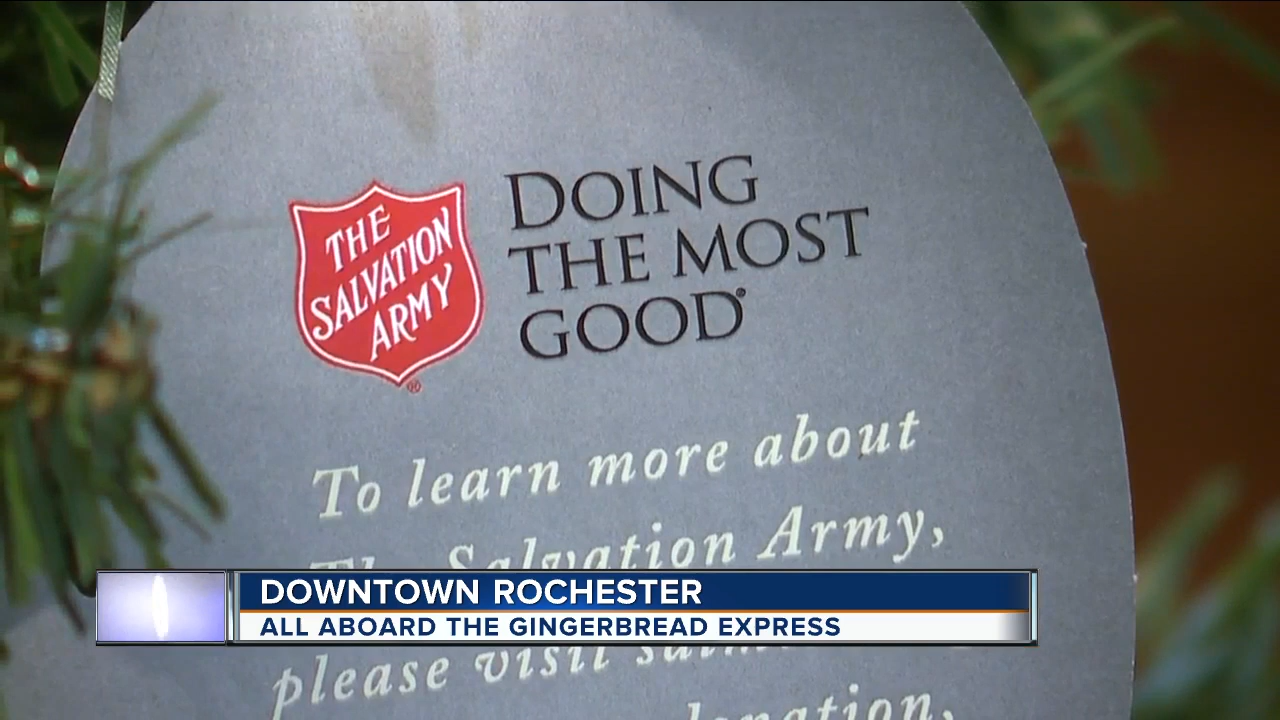 THE
SALVATION
ARMY
®
DOING
THE MOST
GOOD®
To learn more about
Salvation Army,
DOWNTOWN ROCHESTER
ALL ABOARD THE GINGERBREAD EXPRESS
please visit